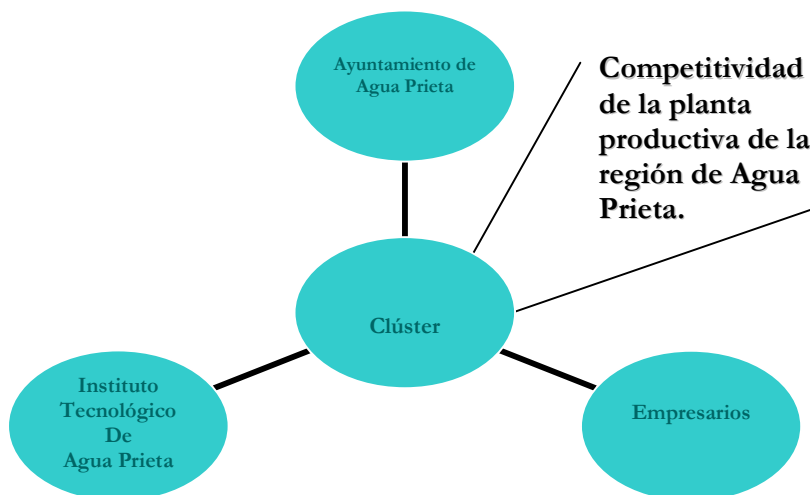 Ayuntamiento de
Agua Prieta
Competitividad
de la planta
productiva de la
región de Agua
Prieta.
Clúster
Instituto
Tecnológico
De
Agua Prieta
Empresarios